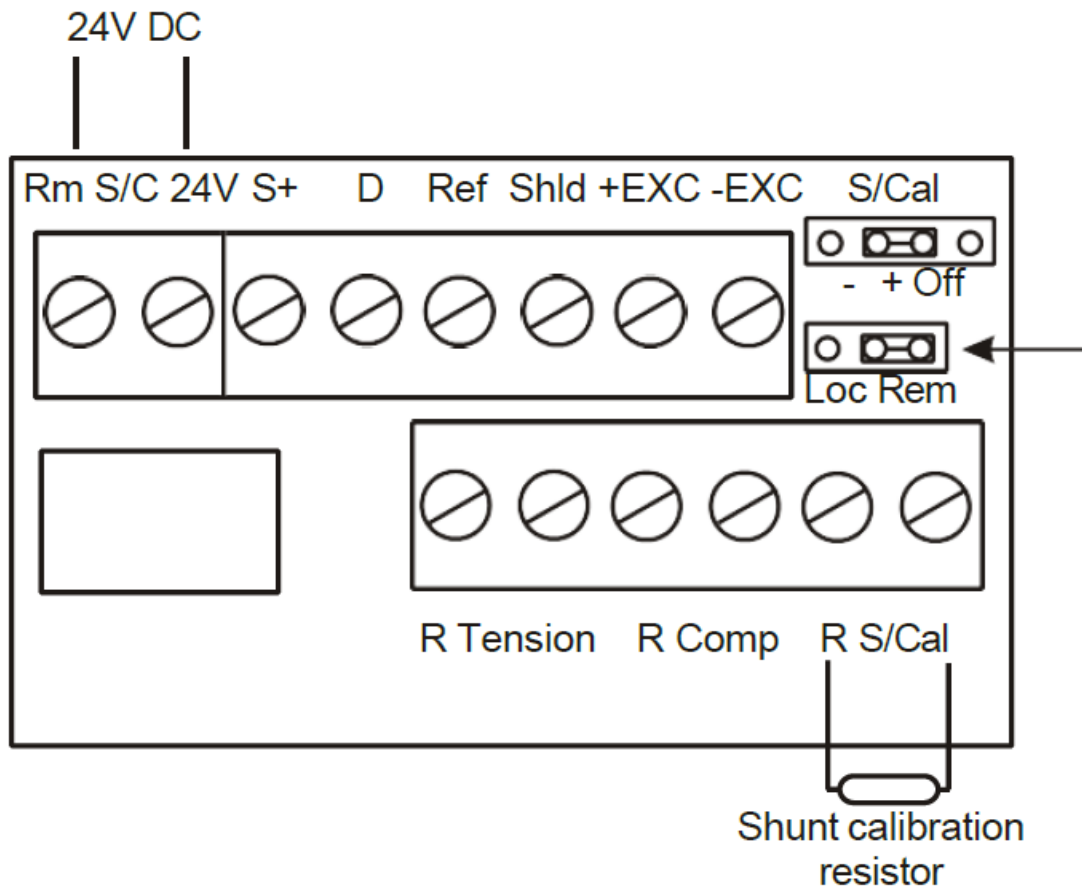 24V DC
Rm S/C 24V S+ D Ref Shld +EXC -EXC S/Cal
- + Off
Loc Rem
R Tension R Comp R S/Cal
Shunt calibration
resistor